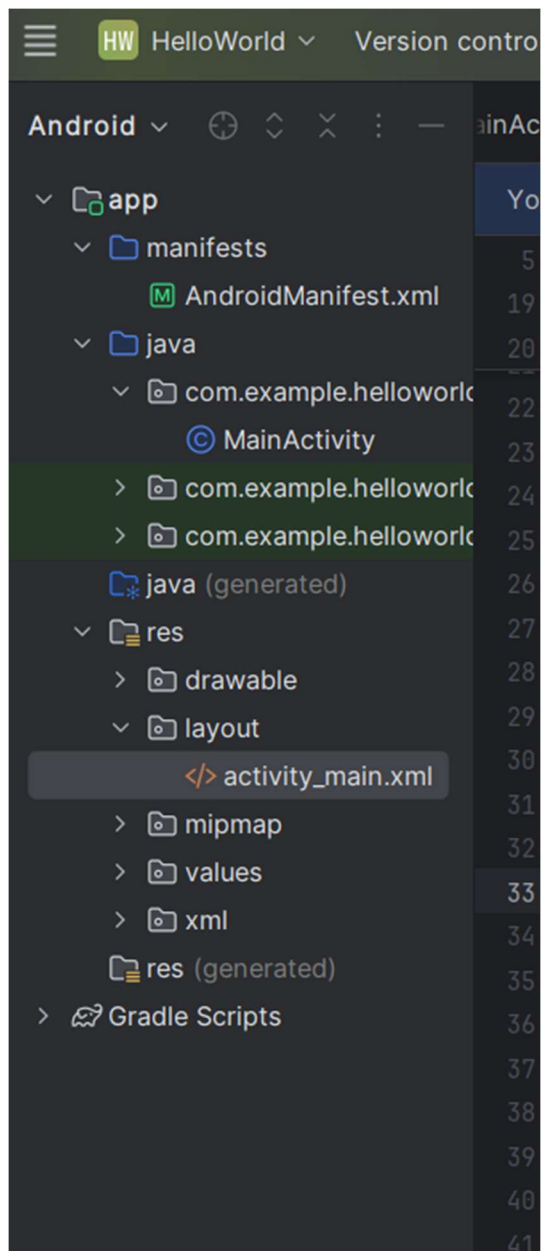 HW HelloWorld Version contro
Android
ainAc
app
Yo
manifests
5
AndroidManifest.xml
19
java
20
com.example.helloworld
22
MainActivity
23
com.example.helloworld
24
com.example.helloworld
25
java (generated)
26
res
27
drawable
28
layout
29
activity_main.xml
30
31
mipmap
32
values
33
xml
34
res (generated)
35
Gradle Scripts
36
37
38
39
40
41